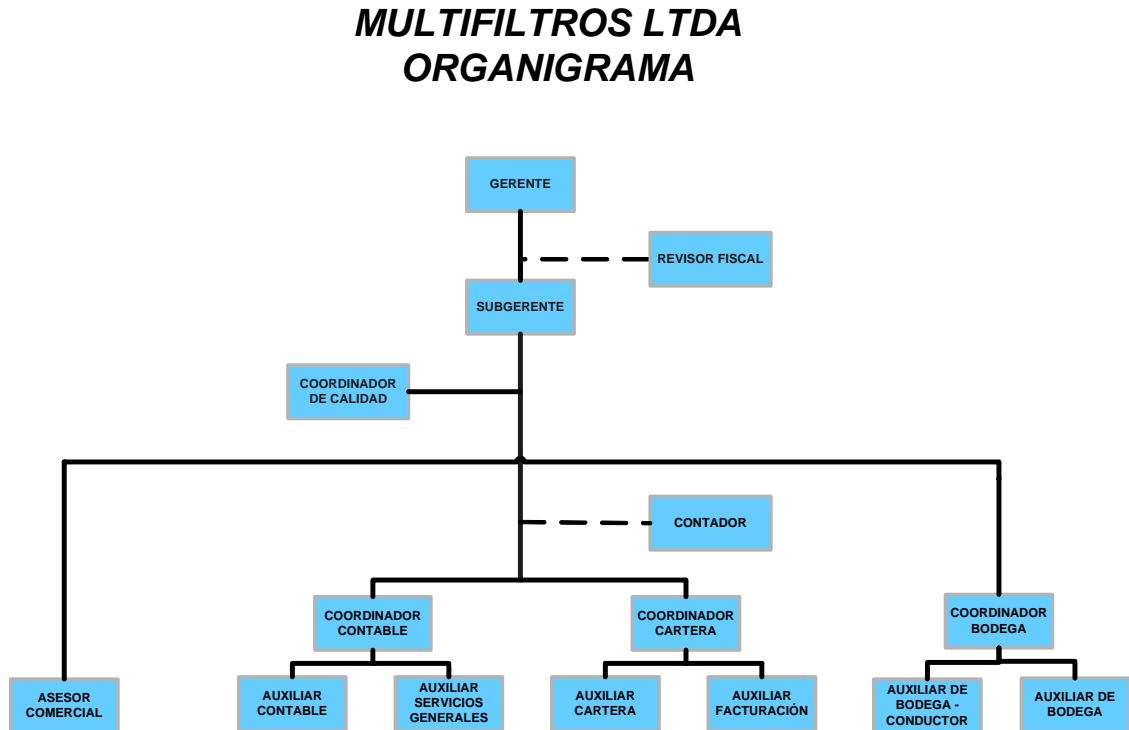 MULTIFILTROS LTDA
ORGANIGRAMA
GERENTE
REVISOR FISCAL
SUBGERENTE
COORDINADOR
DE CALIDAD
CONTADOR
COORDINADOR
CONTABLE
COORDINADOR
CARTERA
COORDINADOR
BODEGA
ASESOR
COMERCIAL
AUXILIAR
CONTABLE
AUXILIAR
SERVICIOS
GENERALES
AUXILIAR
CARTERA
AUXILIAR
FACTURACIÓN
AUXILIAR DE
BODEGA -
CONDUCTOR
AUXILIAR DE
BODEGA